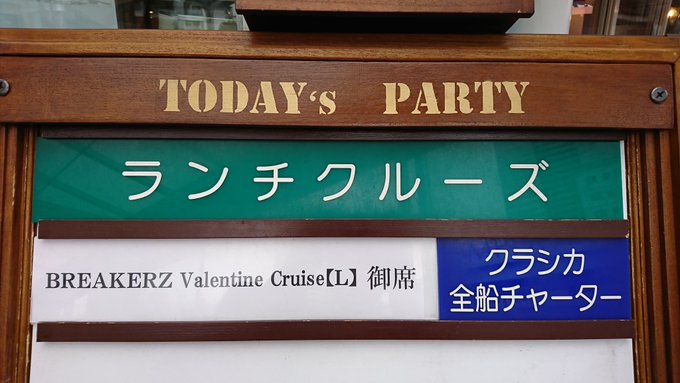 TODAY‘s PARTY
ランチクルーズ
BREAKERZ Valentine Cruise【L】 御席
クラシカ
全船チャーター